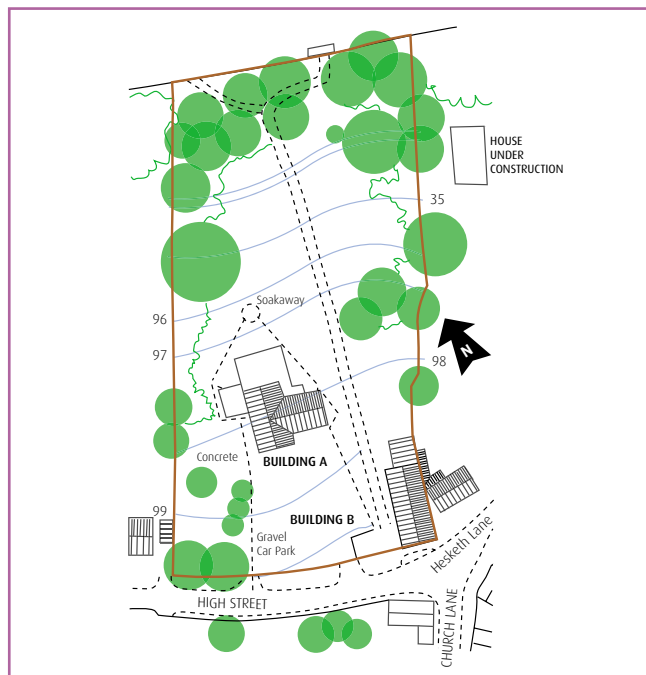 HOUSE
UNDER
CONSTRUCTION
35
Soakaway
96
N
97
98
BUILDING A
Concrete
99
BUILDING B
Gravel
Car Park
Hesketh Lane
HIGH STREET
CHURCH LANE